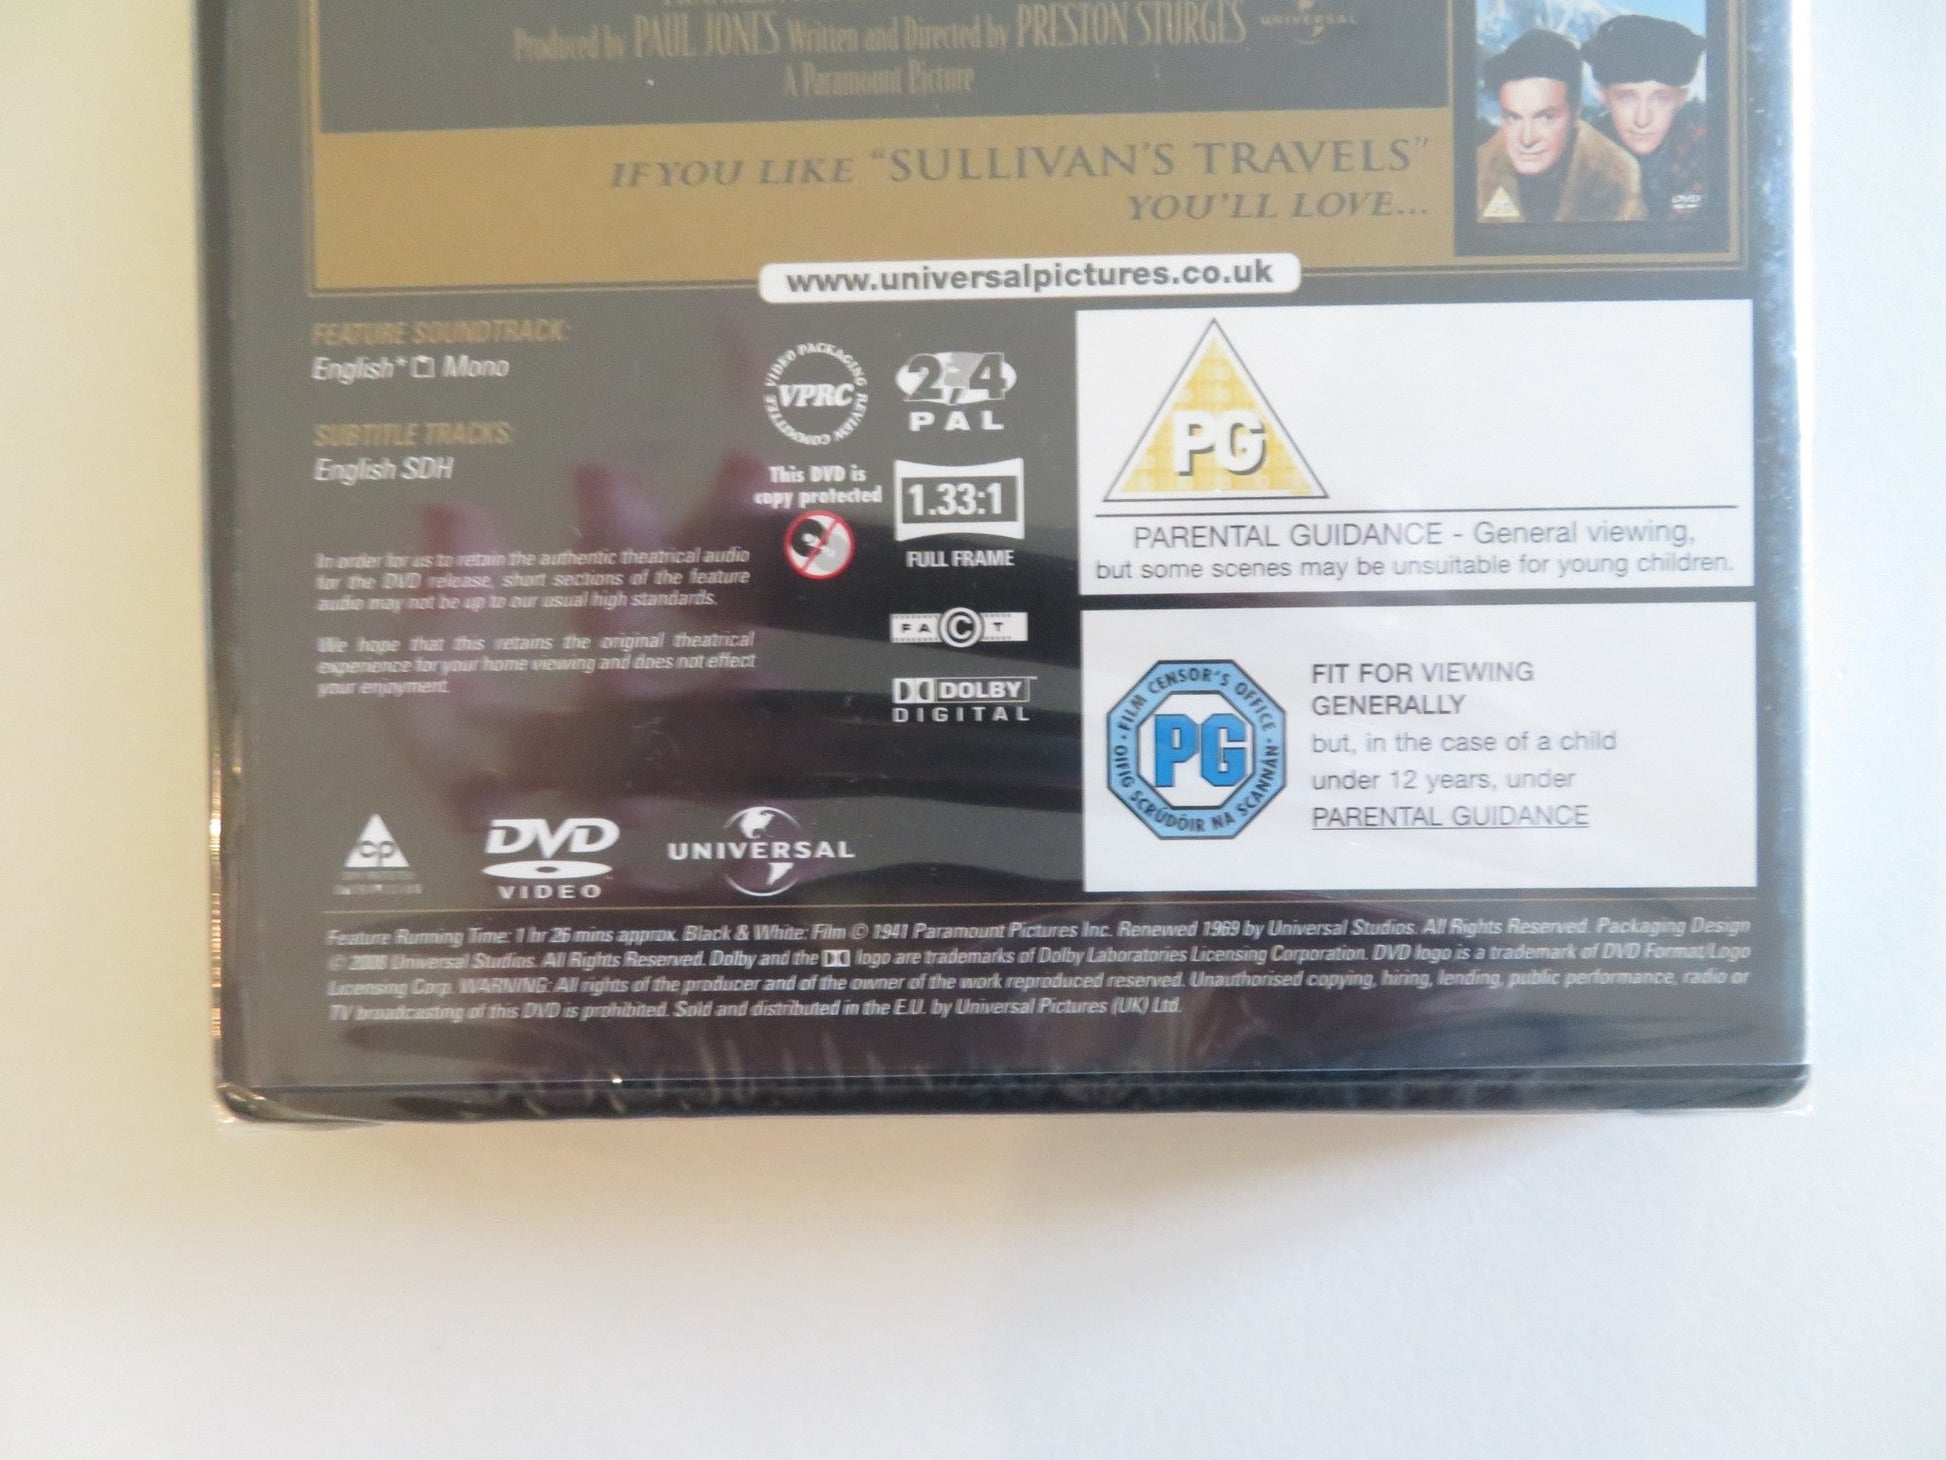 Produced by PAUL JONES Written and Directed by PRESTON STURGES UNIVERSAL
A Paramount Picture
IF YOU LIKE "SULLIVAN'S TRAVELS"
YOU'LL LOVE...
PG
DVD
www.universalpictures.co.uk
FEATURE SOUNDTRACK:
English* Mono
SUBTITLE TRACKS:
English SDH
In order for us to retain the authentic theatrical audio
for the DVD release, short sections of the feature
audio may not be up to our usual high standards.
We hope that this retains the original theatrical
experience for your home viewing and does not effect
your enjoyment.
VIDEO PACKAGING REVIEW COMMITTEE
VPRC
This DVD is
copy protected
2,4
PAL
1.33:1
FULL FRAME
FACT
DOLBY
DIGITAL
PG
PARENTAL GUIDANCE - General viewing,
but some scenes may be unsuitable for young children.
FILM CENSOR'S OFFICE
PG
OIFIG SCRÚDÓIR NA SCANNÁN
FIT FOR VIEWING
GENERALLY
but, in the case of a child
under 12 years, under
PARENTAL GUIDANCE
cp
DVD
VIDEO
UNIVERSAL
Feature Running Time: 1 hr 26 mins approx. Black & White: Film © 1941 Paramount Pictures Inc. Renewed 1969 by Universal Studios. All Rights Reserved. Packaging Design
© 2008 Universal Studios. All Rights Reserved. Dolby and the logo are trademarks of Dolby Laboratories Licensing Corporation. DVD logo is a trademark of DVD Format/Logo
Licensing Corp. WARNING: All rights of the producer and of the owner of the work reproduced reserved. Unauthorised copying, hiring, lending, public performance, radio or
TV broadcasting of this DVD is prohibited. Sold and distributed in the E.U. by Universal Pictures (UK) Ltd.